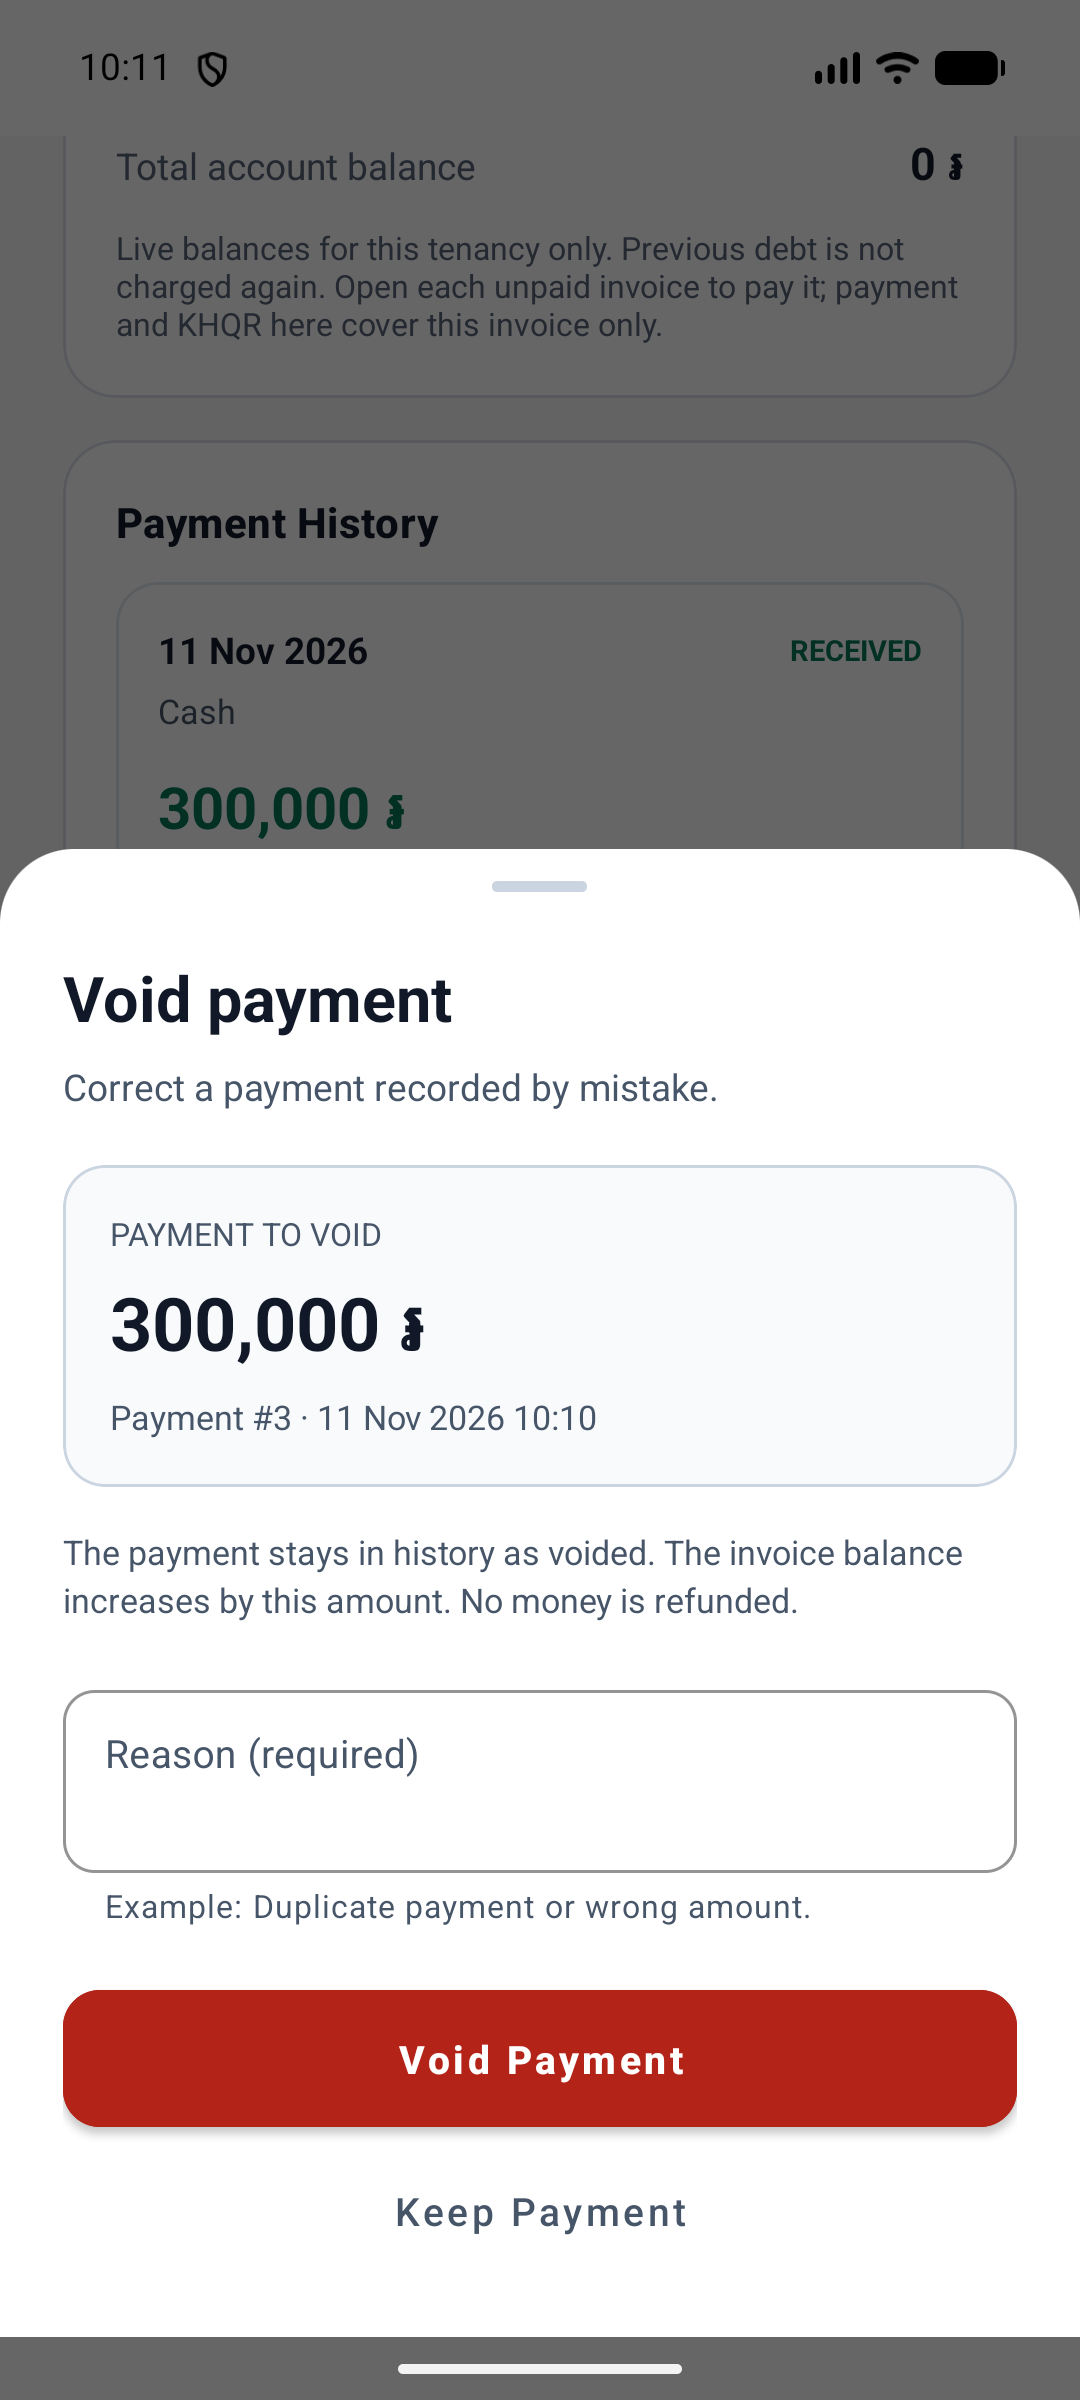 10:11
Total account balance
0 ៛
Live balances for this tenancy only. Previous debt is not
charged again. Open each unpaid invoice to pay it; payment
and KHQR here cover this invoice only.
Payment History
11 Nov 2026
RECEIVED
Cash
300,000 ៛
Void payment
Correct a payment recorded by mistake.
PAYMENT TO VOID
300,000 ៛
Payment #3 · 11 Nov 2026 10:10
The payment stays in history as voided. The invoice balance
increases by this amount. No money is refunded.
Reason (required)
Example: Duplicate payment or wrong amount.
Void Payment
Keep Payment